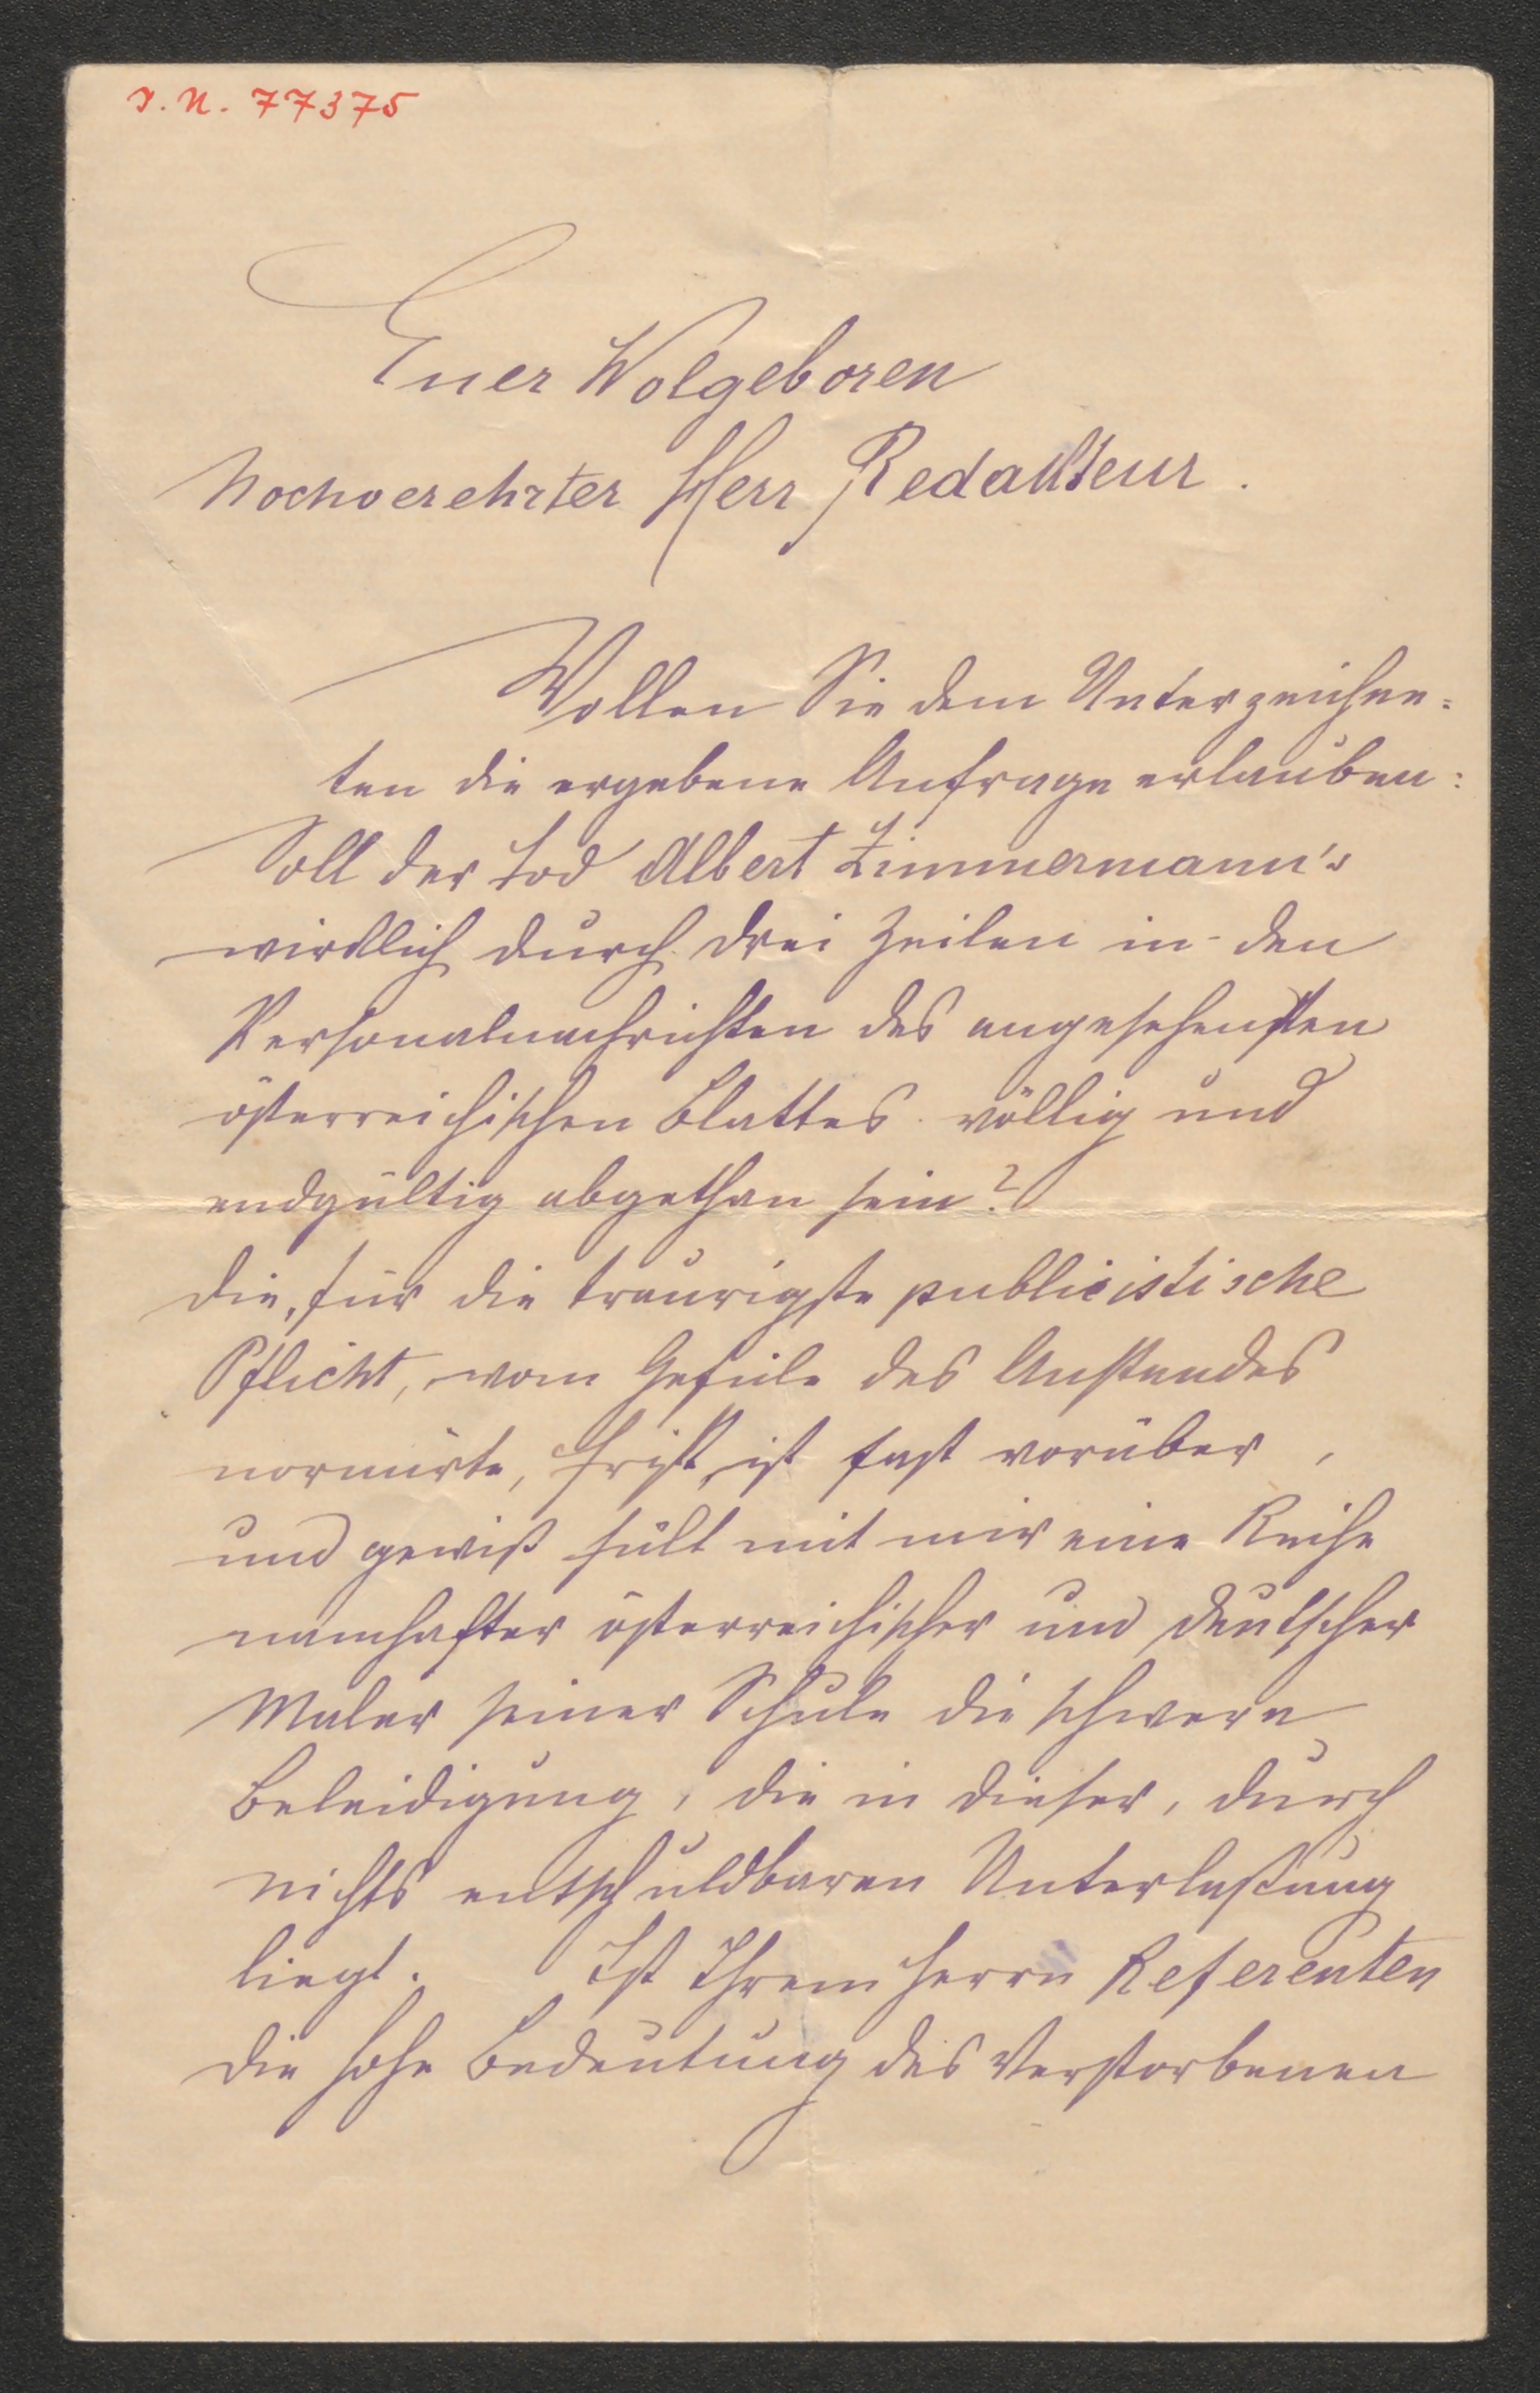 I. N. 77375
Euer Wolgeboren
Hochverehrter Herr Redakteur.
Wollen Sie dem Unterzeichne=
ten die ergebene Anfrage erlauben:
Soll der Tod Albert Zimmermann's
wirklich durch drei Zeilen in den
Personalnachrichten des angesehensten
österreichischen Blattes völlig und
endgültig abgethan sein?
Die, für die traurigste publicistische
Pflicht, vom Gefüle des Anstandes
normirte, Frist ist fast vorüber,
und gewiß fült mit mir eine Reihe
namhafter österreichischer und deutscher
Maler seiner Schule die schwere
Beleidigung, die in dieser, durch
nichts entschuldbaren Unterlaßung
liegt. Ist Ihrem Herrn Referenten
die hohe Bedeutung des Verstorbenen